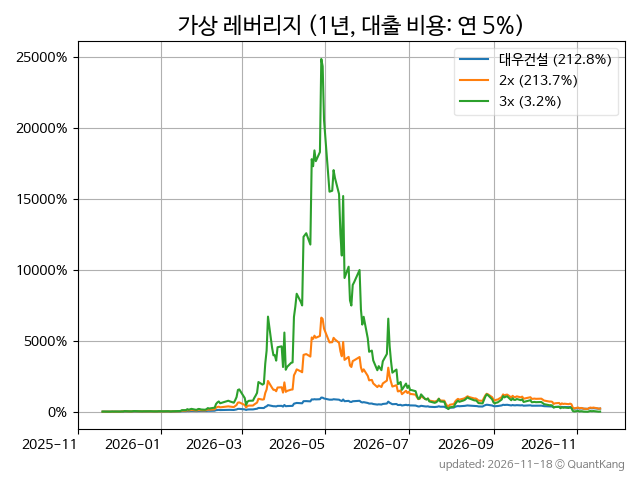 가상 레버리지 (1년, 대출 비용: 연 5%)
25000%
20000%
15000%
10000%
5000%
0%
대우건설 (212.8%)
2x (213.7%)
3x (3.2%)
2025-11 2026-01 2026-03 2026-05 2026-07 2026-09 2026-11
updated: 2026-11-18 © QuantKang